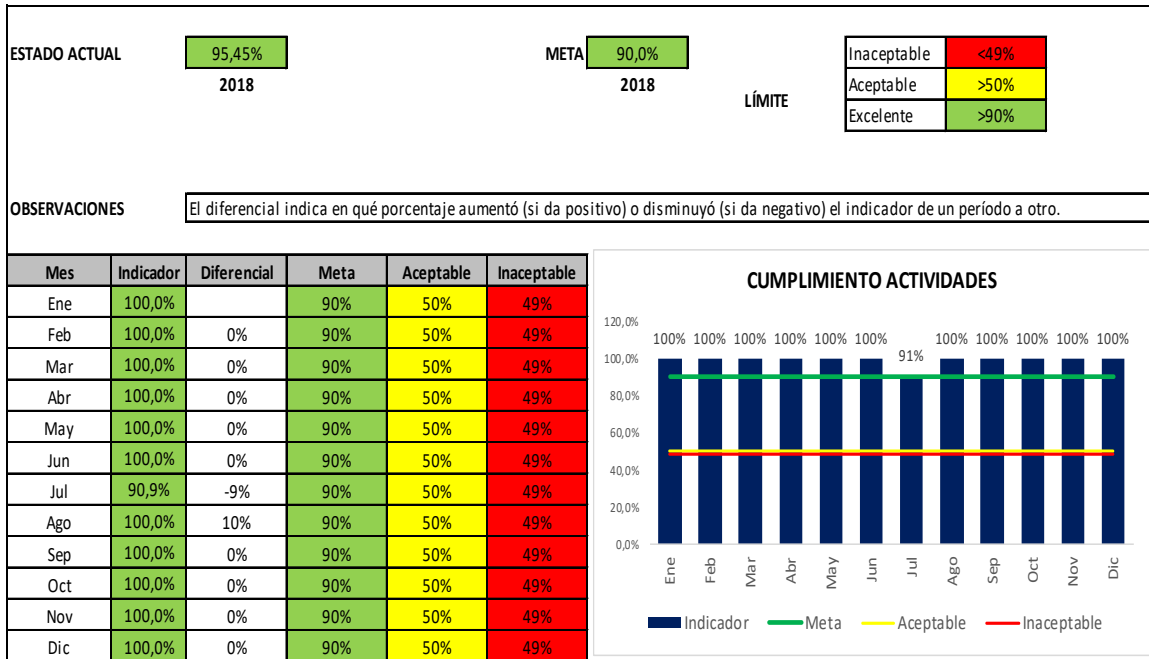 ESTADO ACTUAL 95,45% META 90,0% Inaceptable <49%
2018 2018 LÍMITE Aceptable >50%
Excelente >90%
OBSERVACIONES El diferencial indica en qué porcentaje aumentó (si da positivo) o disminuyó (si da negativo) el indicador de un período a otro.
Mes Indicador Diferencial Meta Aceptable Inaceptable
Ene 100,0% 90% 50% 49%
Feb 100,0% 0% 90% 50% 49%
Mar 100,0% 0% 90% 50% 49%
Abr 100,0% 0% 90% 50% 49%
May 100,0% 0% 90% 50% 49%
Jun 100,0% 0% 90% 50% 49%
Jul 90,9% -9% 90% 50% 49%
Ago 100,0% 10% 90% 50% 49%
Sep 100,0% 0% 90% 50% 49%
Oct 100,0% 0% 90% 50% 49%
Nov 100,0% 0% 90% 50% 49%
Dic 100,0% 0% 90% 50% 49%
CUMPLIMIENTO ACTIVIDADES
120,0%
100% 100% 100% 100% 100% 100% 91% 100% 100% 100% 100% 100%
100,0%
80,0%
60,0%
40,0%
20,0%
0,0%
Ene Feb Mar Abr May Jun Jul Ago Sep Oct Nov Dic
Indicador Meta Aceptable Inaceptable